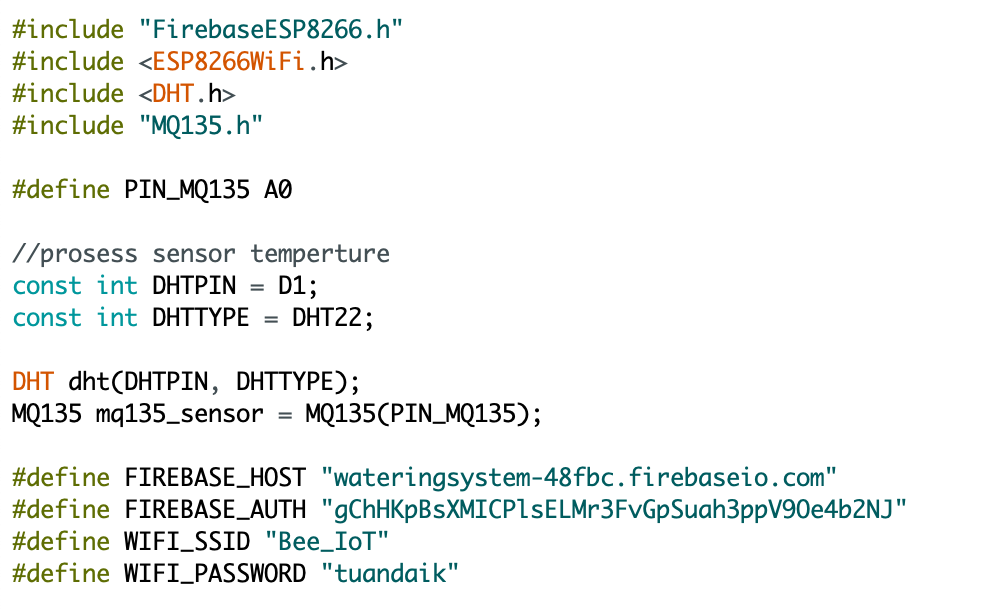 #include "FirebaseESP8266.h"
#include <ESP8266WiFi.h>
#include <DHT.h>
#include "MQ135.h"
#define PIN_MQ135 A0
//prosess sensor temperture
const int DHTPIN = D1;
const int DHTTYPE = DHT22;
DHT dht(DHTPIN, DHTTYPE);
MQ135 mq135_sensor = MQ135(PIN_MQ135);
#define FIREBASE_HOST "wateringsystem-48fbc.firebaseio.com"
#define FIREBASE_AUTH "gChHKpBsXMICPlsELMr3FvGpSuah3ppV9Oe4b2NJ"
#define WIFI_SSID "Bee_IoT"
#define WIFI_PASSWORD "tuandaik"